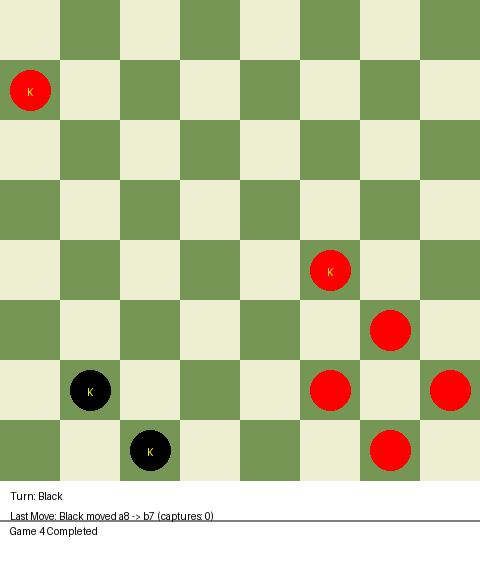 K
K
K
K
Turn: Black
Last Move: Black moved a8 -> b7 (captures: 0)
Game 4 Completed